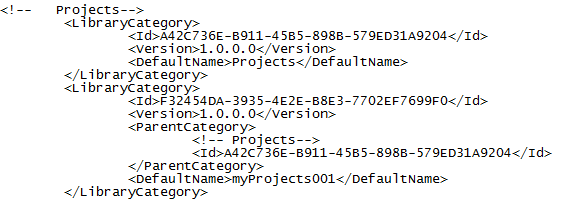 <!--   Projects-->
<LibraryCategory>
<Id>A42C736E-B911-45B5-898B-579ED31A9204</Id>
<Version>1.0.0.0</Version>
<DefaultName>Projects</DefaultName>
</LibraryCategory>
<LibraryCategory>
<Id>F32454DA-3935-4E2E-B8E3-7702EF7699F0</Id>
<Version>1.0.0.0</Version>
<ParentCategory>
<!-- Projects-->
<Id>A42C736E-B911-45B5-898B-579ED31A9204</Id>
</ParentCategory>
<DefaultName>myProjects001</DefaultName>
</LibraryCategory>